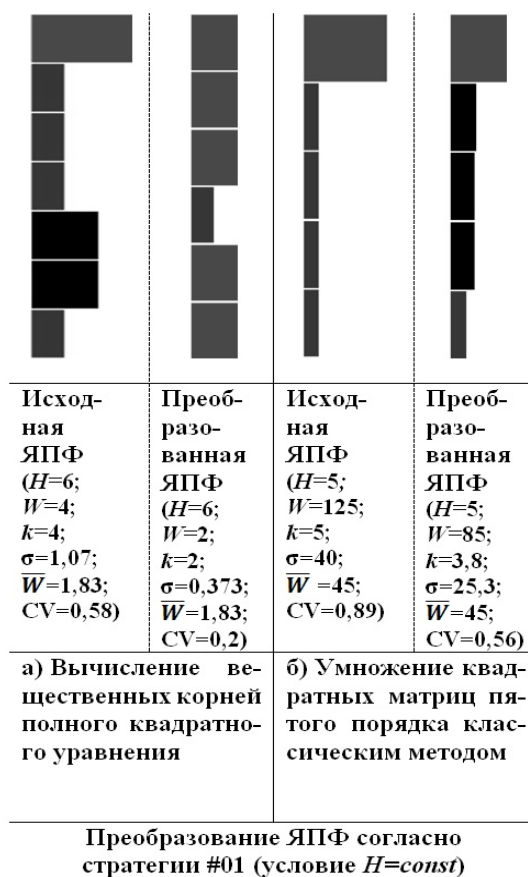 Исход-
ная
ЯПФ
(H=6;
W=4;
k=4;
σ=1,07;
W̅=1,83;
CV=0,58)
Преоб-
разо-
ванная
ЯПФ
(H=6;
W=2;
k=2;
σ=0,373;
W̅=1,83;
CV=0,2)
Исход-
ная
ЯПФ
(H=5;
W=125;
k=5;
σ=40;
W̅ =45;
CV=0,89)
Преоб-
разо-
ванная
ЯПФ
(H=5;
W=85;
k=3,8;
σ=25,3;
W̅=45;
CV=0,56)
а) Вычисление ве-
щественных корней
полного квадратно-
го уравнения
б) Умножение квад-
ратных матриц пя-
того порядка клас-
сическим методом
Преобразование ЯПФ согласно
стратегии #01 (условие H=const)